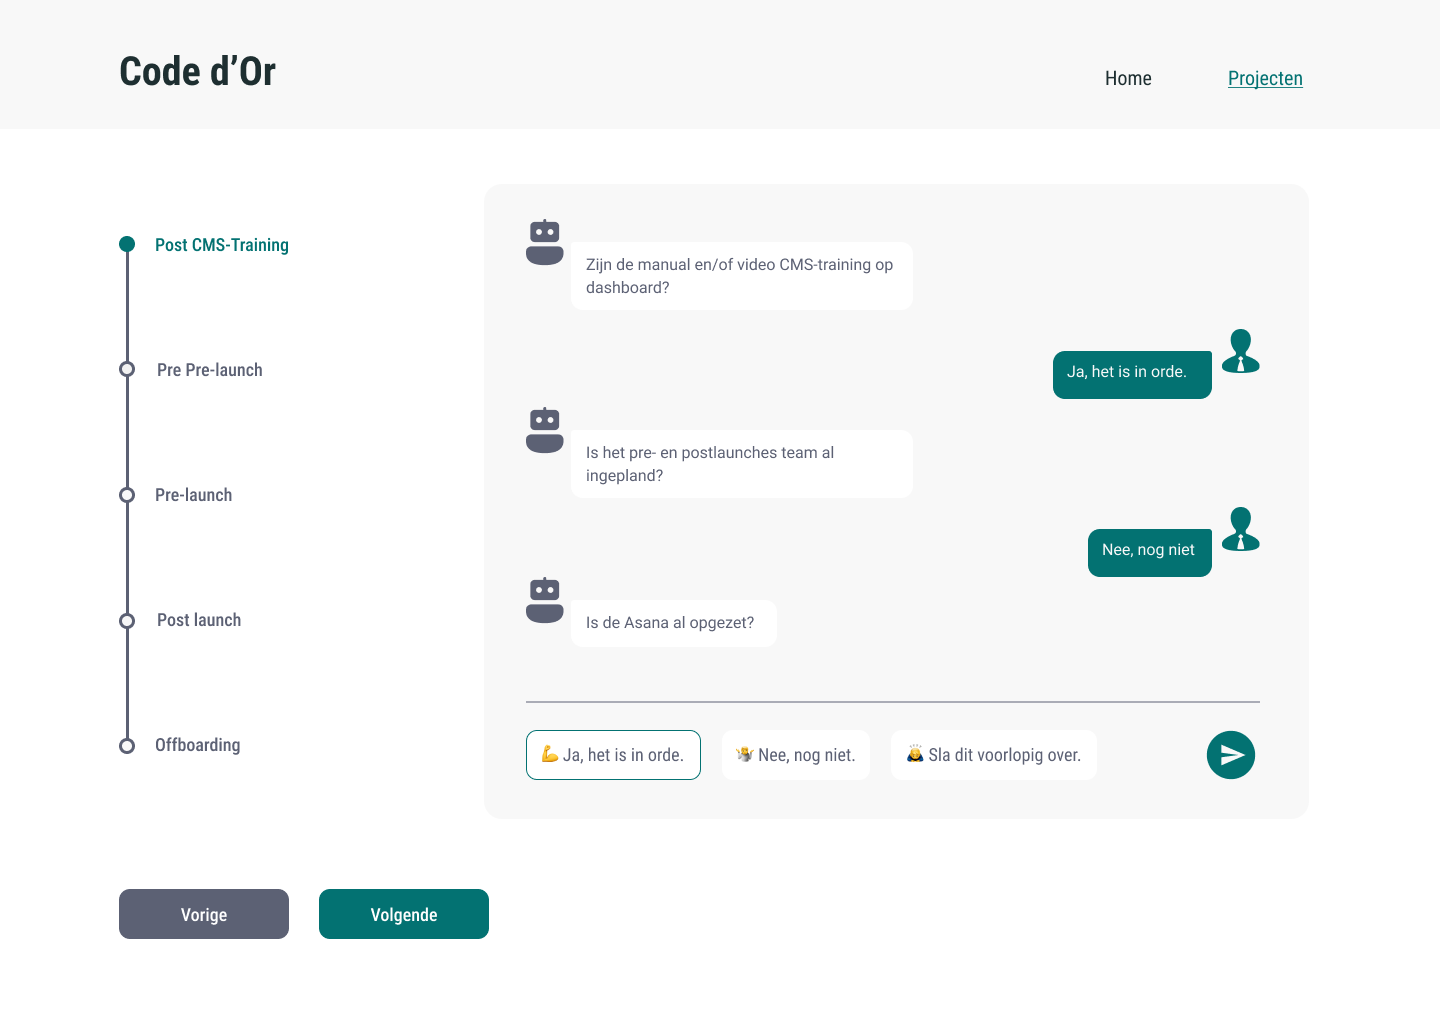 Code d’Or
Home
Projecten
Post CMS-Training
Pre Pre-launch
Pre-launch
Post launch
Offboarding
Zijn de manual en/of video CMS-training op
dashboard?
Ja, het is in orde.
Is het pre- en postlaunches team al
ingepland?
Nee, nog niet
Is de Asana al opgezet?
💪 Ja, het is in orde.
🤷 Nee, nog niet.
🙇 Sla dit voorlopig over.
Vorige
Volgende